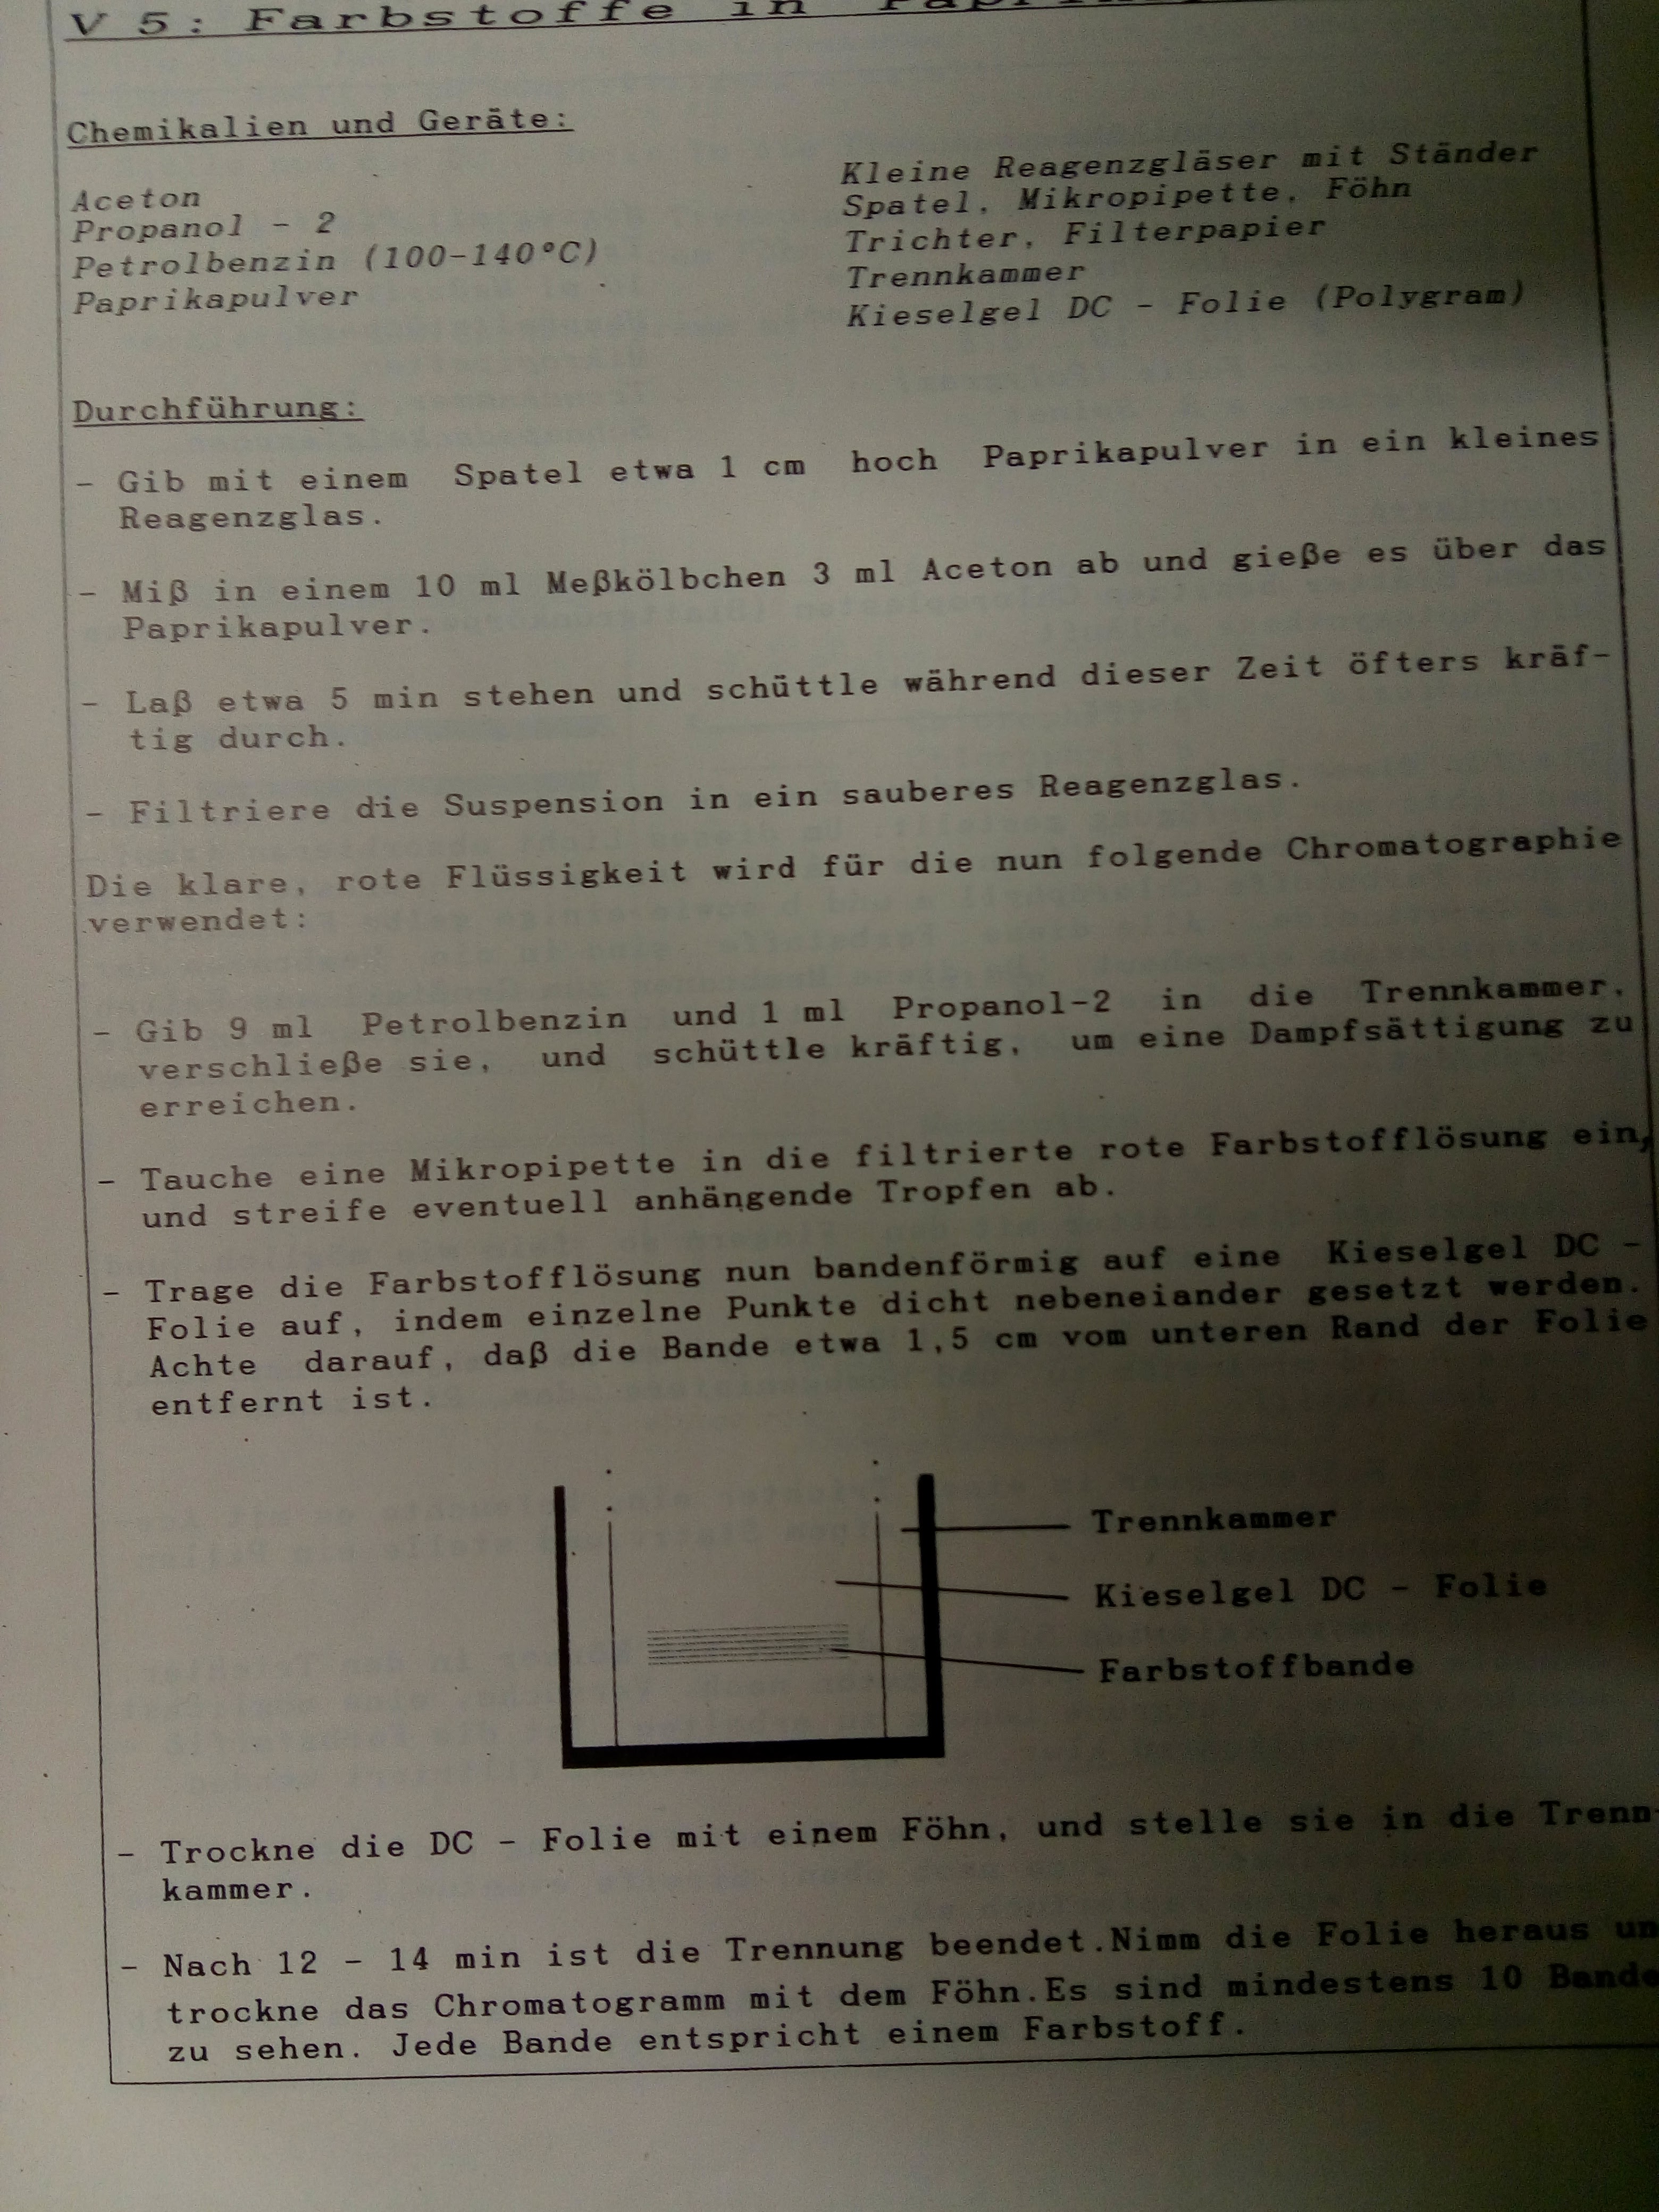 V 5: Farbstoffe in
Chemikalien und Geräte:
Aceton
Propanol - 2
Petrolbenzin (100-140°C)
Paprikapulver
Kleine Reagenzgläser mit Ständer
Spatel, Mikropipette, Föhn
Trichter, Filterpapier
Trennkammer
Kieselgel DC - Folie (Polygram)
Durchführung:
- Gib mit einem Spatel etwa 1 cm hoch Paprikapulver in ein kleines
Reagenzglas.
- Miß in einem 10 ml Meßkölbchen 3 ml Aceton ab und gieße es über das
Paprikapulver.
- Laß etwa 5 min stehen und schüttle während dieser Zeit öfters kräf-
tig durch.
- Filtriere die Suspension in ein sauberes Reagenzglas.
Die klare, rote Flüssigkeit wird für die nun folgende Chromatographie
verwendet:
- Gib 9 ml Petrolbenzin und 1 ml Propanol-2 in die Trennkammer,
verschließe sie, und schüttle kräftig, um eine Dampfsättigung zu
erreichen.
- Tauche eine Mikropipette in die filtrierte rote Farbstofflösung ein,
und streife eventuell anhängende Tropfen ab.
- Trage die Farbstofflösung nun bandenförmig auf eine Kieselgel DC -
Folie auf, indem einzelne Punkte dicht nebeneiander gesetzt werden.
Achte darauf, daß die Bande etwa 1,5 cm vom unteren Rand der Folie
entfernt ist.
Trennkammer
Kieselgel DC - Folie
Farbstoffbande
- Trockne die DC - Folie mit einem Föhn, und stelle sie in die Trenn-
kammer.
- Nach 12 - 14 min ist die Trennung beendet.Nimm die Folie heraus un
trockne das Chromatogramm mit dem Föhn.Es sind mindestens 10 Bande
zu sehen. Jede Bande entspricht einem Farbstoff.